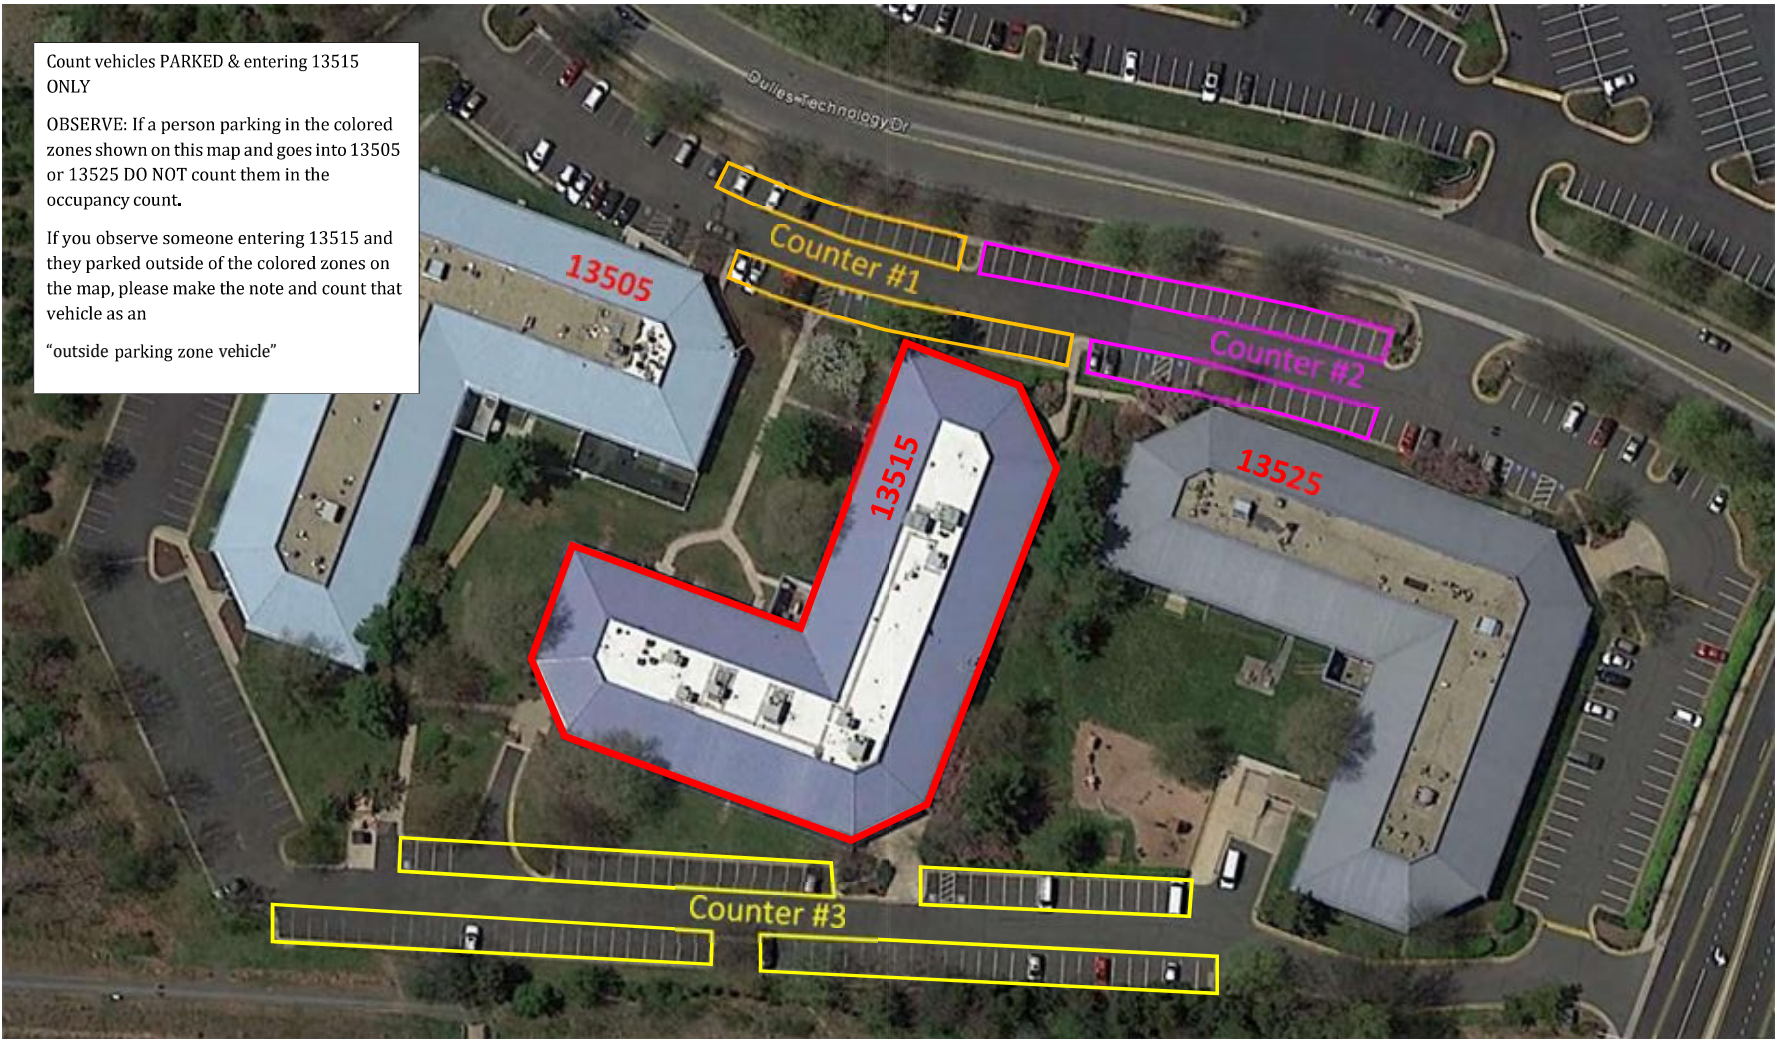 Count vehicles PARKED & entering 13515
ONLY
OBSERVE: If a person parking in the colored
zones shown on this map and goes into 13505
or 13525 DO NOT count them in the
occupancy count.
If you observe someone entering 13515 and
they parked outside of the colored zones on
the map, please make the note and count that
vehicle as an
“outside parking zone vehicle”
Dulles Technology Dr
Counter #1
13505
Counter #2
13515
13525
Counter #3